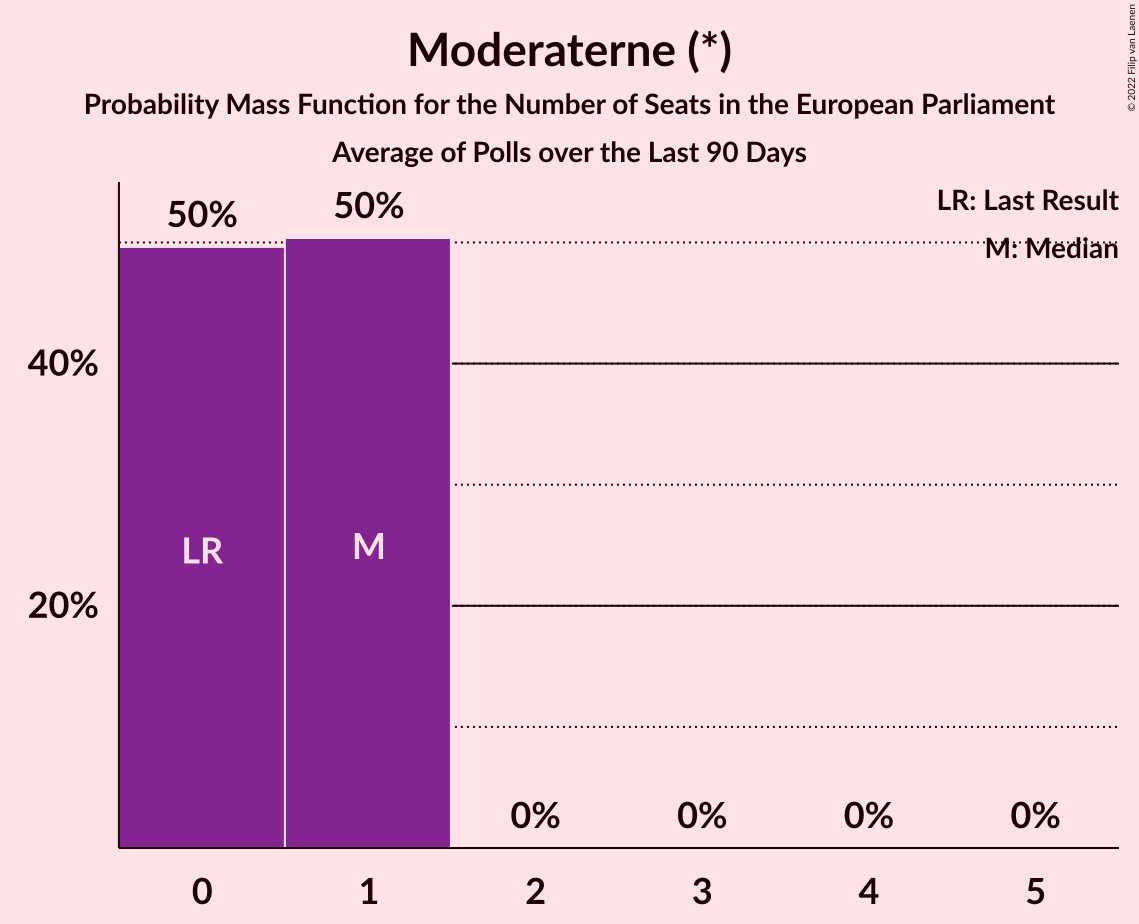 Moderaterne (*)
Probability Mass Function for the Number of Seats in the European Parliament
Average of Polls over the Last 90 Days
© 2022 Filip van Laenen
LR: Last Result
M: Median
50%
50%
40%
20%
LR
M
0%
0%
0%
0%
0
1
2
3
4
5